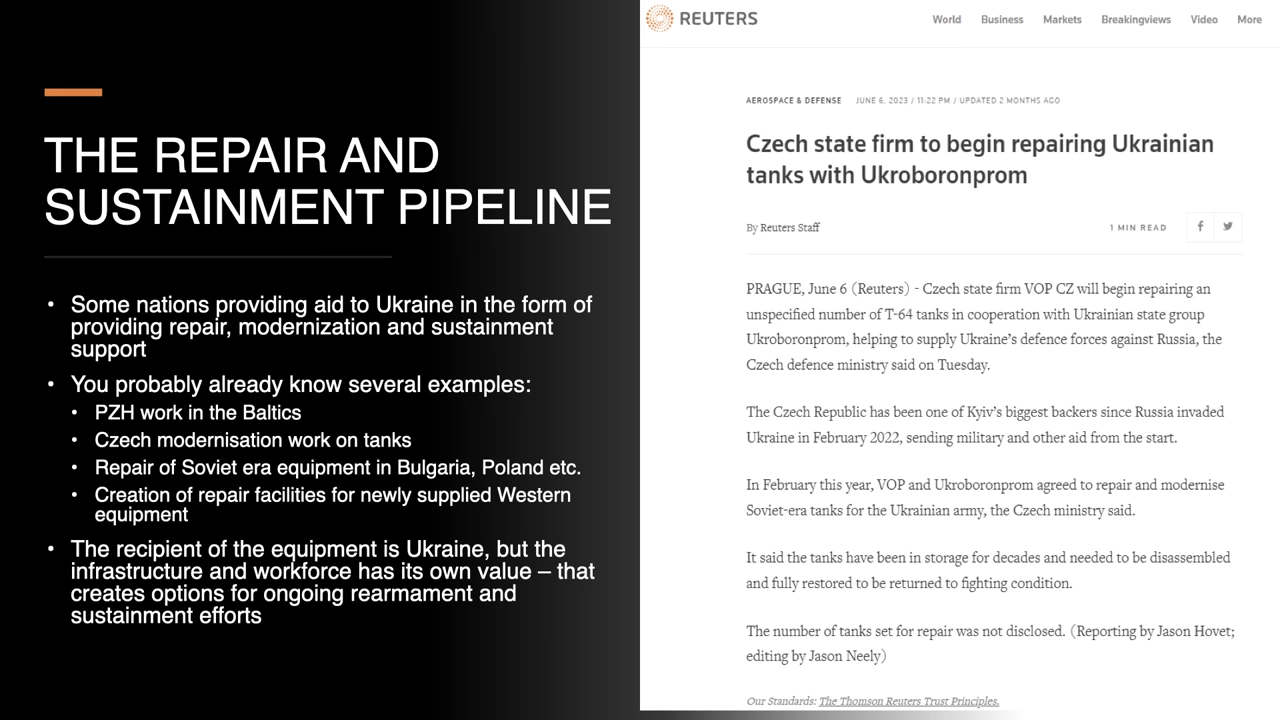 THE REPAIR AND
SUSTAINMENT PIPELINE
• Some nations providing aid to Ukraine in the form of
providing repair, modernization and sustainment
support
• You probably already know several examples:
• PZH work in the Baltics
• Czech modernisation work on tanks
• Repair of Soviet era equipment in Bulgaria, Poland etc.
• Creation of repair facilities for newly supplied Western
equipment
• The recipient of the equipment is Ukraine, but the
infrastructure and workforce has its own value – that
creates options for ongoing rearmament and
sustainment efforts
REUTERS
World Business Markets Breakingviews Video More
AEROSPACE & DEFENSE JUNE 6, 2023 / 11:22 PM / UPDATED 2 MONTHS AGO
Czech state firm to begin repairing Ukrainian
tanks with Ukroboronprom
By Reuters Staff 1 MIN READ
PRAGUE, June 6 (Reuters) - Czech state firm VOP CZ will begin repairing an
unspecified number of T-64 tanks in cooperation with Ukrainian state group
Ukroboronprom, helping to supply Ukraine’s defence forces against Russia, the
Czech defence ministry said on Tuesday.
The Czech Republic has been one of Kyiv’s biggest backers since Russia invaded
Ukraine in February 2022, sending military and other aid from the start.
In February this year, VOP and Ukroboronprom agreed to repair and modernise
Soviet-era tanks for the Ukrainian army, the Czech ministry said.
It said the tanks have been in storage for decades and needed to be disassembled
and fully restored to be returned to fighting condition.
The number of tanks set for repair was not disclosed. (Reporting by Jason Hovet;
editing by Jason Neely)
Our Standards: The Thomson Reuters Trust Principles.